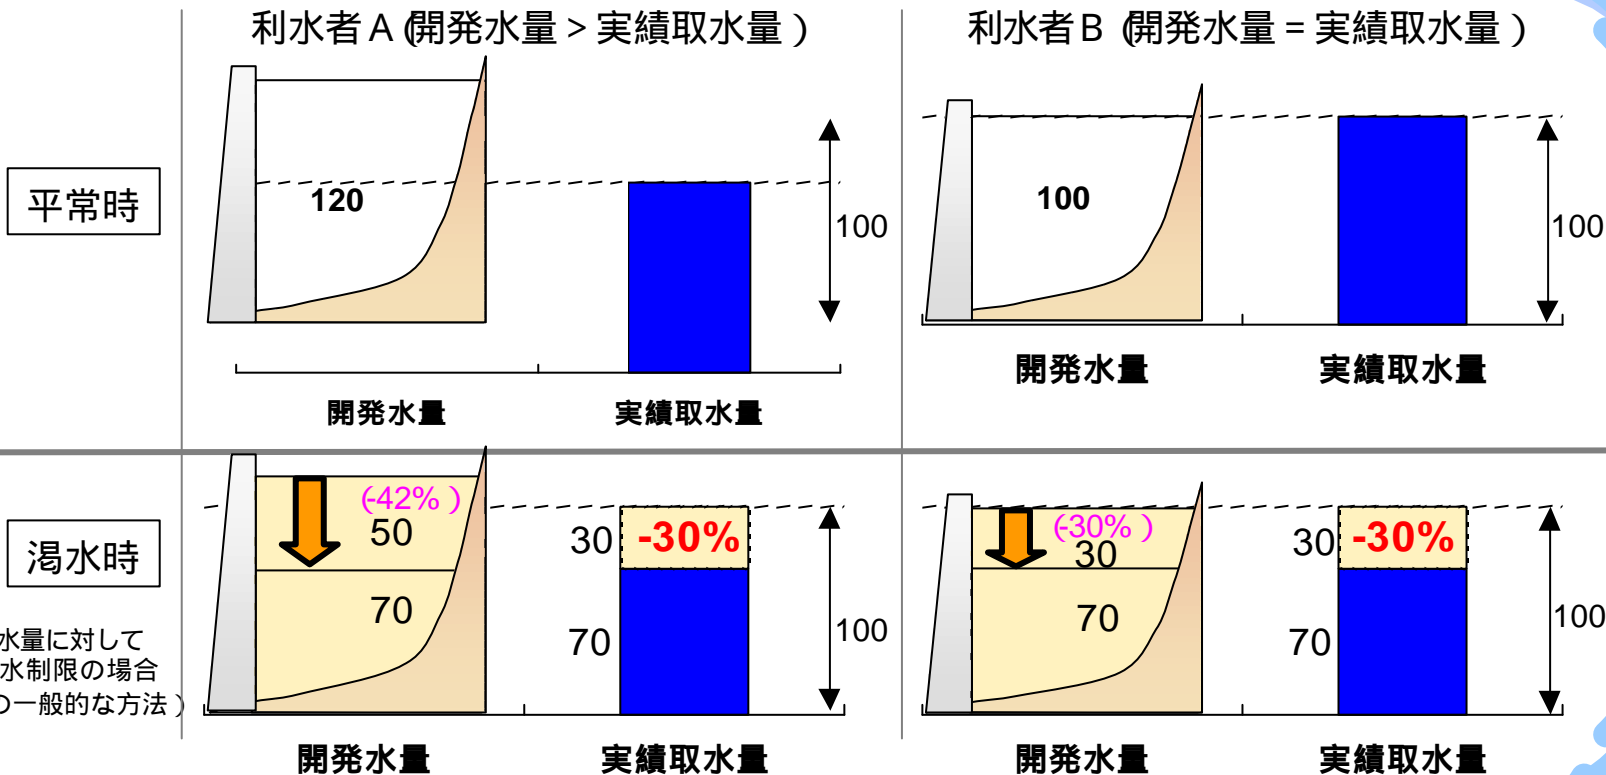 利水者A(開発水量>実績取水量)
利水者B(開発水量=実績取水量)
平常時
120
100
100
100
開発水量
実績取水量
開発水量
実績取水量
渇水時
(-42%)
50
70
30
-30%
70
100
(-30%)
30
70
30
-30%
70
100
水量に対して
水制限の場合
の一般的な方法)
開発水量
実績取水量
開発水量
実績取水量